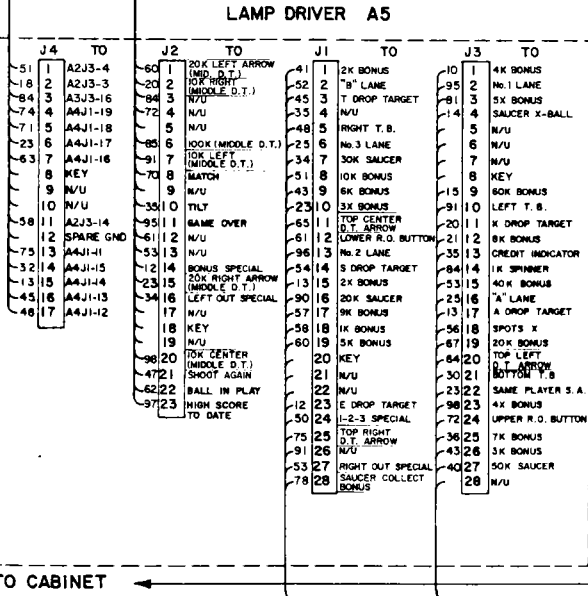 LAMP DRIVER A5
J4 TO
51 1 A2J3-4
18 2 A2J3-3
84 3 A3J3-16
74 4 A4J1-19
71 5 A4J1-18
23 6 A4J1-17
63 7 A4J1-16
8 KEY
9 N/U
10 N/U
58 11 A2J3-14
12 SPARE GND
75 13 A4J1-11
32 14 A4J1-15
13 15 A4J1-14
45 16 A4J1-13
48 17 A4J1-12
J2 TO
60 1 20K LEFT ARROW
(MID. D.T.)
20 2 10K RIGHT
(MIDDLE D.T.)
84 3 N/U
72 4 N/U
5 N/U
85 6 100K (MIDDLE D.T.)
91 7 10K LEFT
(MIDDLE D.T.)
70 8 MATCH
9 N/U
35 10 TILT
95 11 GAME OVER
61 12 N/U
53 13 N/U
12 14 BONUS SPECIAL
23 15 20K RIGHT ARROW
(MIDDLE D.T.)
34 16 LEFT OUT SPECIAL
17 N/U
18 KEY
19 N/U
98 20 10K CENTER
(MIDDLE D.T.)
47 21 SHOOT AGAIN
62 22 BALL IN PLAY
97 23 HIGH SCORE
TO DATE
J1 TO
41 1 2K BONUS
52 2 "B" LANE
45 3 T DROP TARGET
35 4 N/U
48 5 RIGHT T.B.
25 6 No.3 LANE
34 7 30K SAUCER
51 8 10K BONUS
43 9 6K BONUS
23 10 3X BONUS
65 11 TOP CENTER
D.T. ARROW
61 12 LOWER R.O. BUTTON
96 13 No.2 LANE
54 14 S DROP TARGET
13 15 2X BONUS
90 16 20K SAUCER
57 17 9K BONUS
58 18 1K BONUS
60 19 5K BONUS
20 KEY
21 N/U
22 N/U
12 23 E DROP TARGET
50 24 1-2-3 SPECIAL
75 25 TOP RIGHT
D.T. ARROW
91 26 N/U
53 27 RIGHT OUT SPECIAL
78 28 SAUCER COLLECT
BONUS
J3 TO
10 1 4K BONUS
95 2 No.1 LANE
81 3 5X BONUS
14 4 SAUCER X-BALL
5 N/U
6 N/U
7 N/U
8 KEY
15 9 60K BONUS
91 10 LEFT T.B.
20 11 K DROP TARGET
21 12 8K BONUS
35 13 CREDIT INDICATOR
84 14 1K SPINNER
53 15 40K BONUS
25 16 "A" LANE
13 17 A DROP TARGET
56 18 SPOTS X
67 19 20K BONUS
64 20 TOP LEFT
D.T. ARROW
30 21 BOTTOM T.B
23 22 SAME PLAYER S.A.
98 23 4X BONUS
72 24 UPPER R.O. BUTTON
36 25 7K BONUS
43 26 3K BONUS
40 27 50K SAUCER
28 N/U
TO CABINET